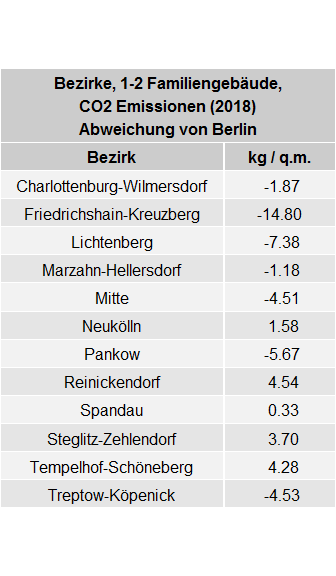 Bezirke, 1-2 Familiengebäude,
CO2 Emissionen (2018)
Abweichung von Berlin
Bezirk kg / q.m.
Charlottenburg-Wilmersdorf -1.87
Friedrichshain-Kreuzberg -14.80
Lichtenberg -7.38
Marzahn-Hellersdorf -1.18
Mitte -4.51
Neukölln 1.58
Pankow -5.67
Reinickendorf 4.54
Spandau 0.33
Steglitz-Zehlendorf 3.70
Tempelhof-Schöneberg 4.28
Treptow-Köpenick -4.53